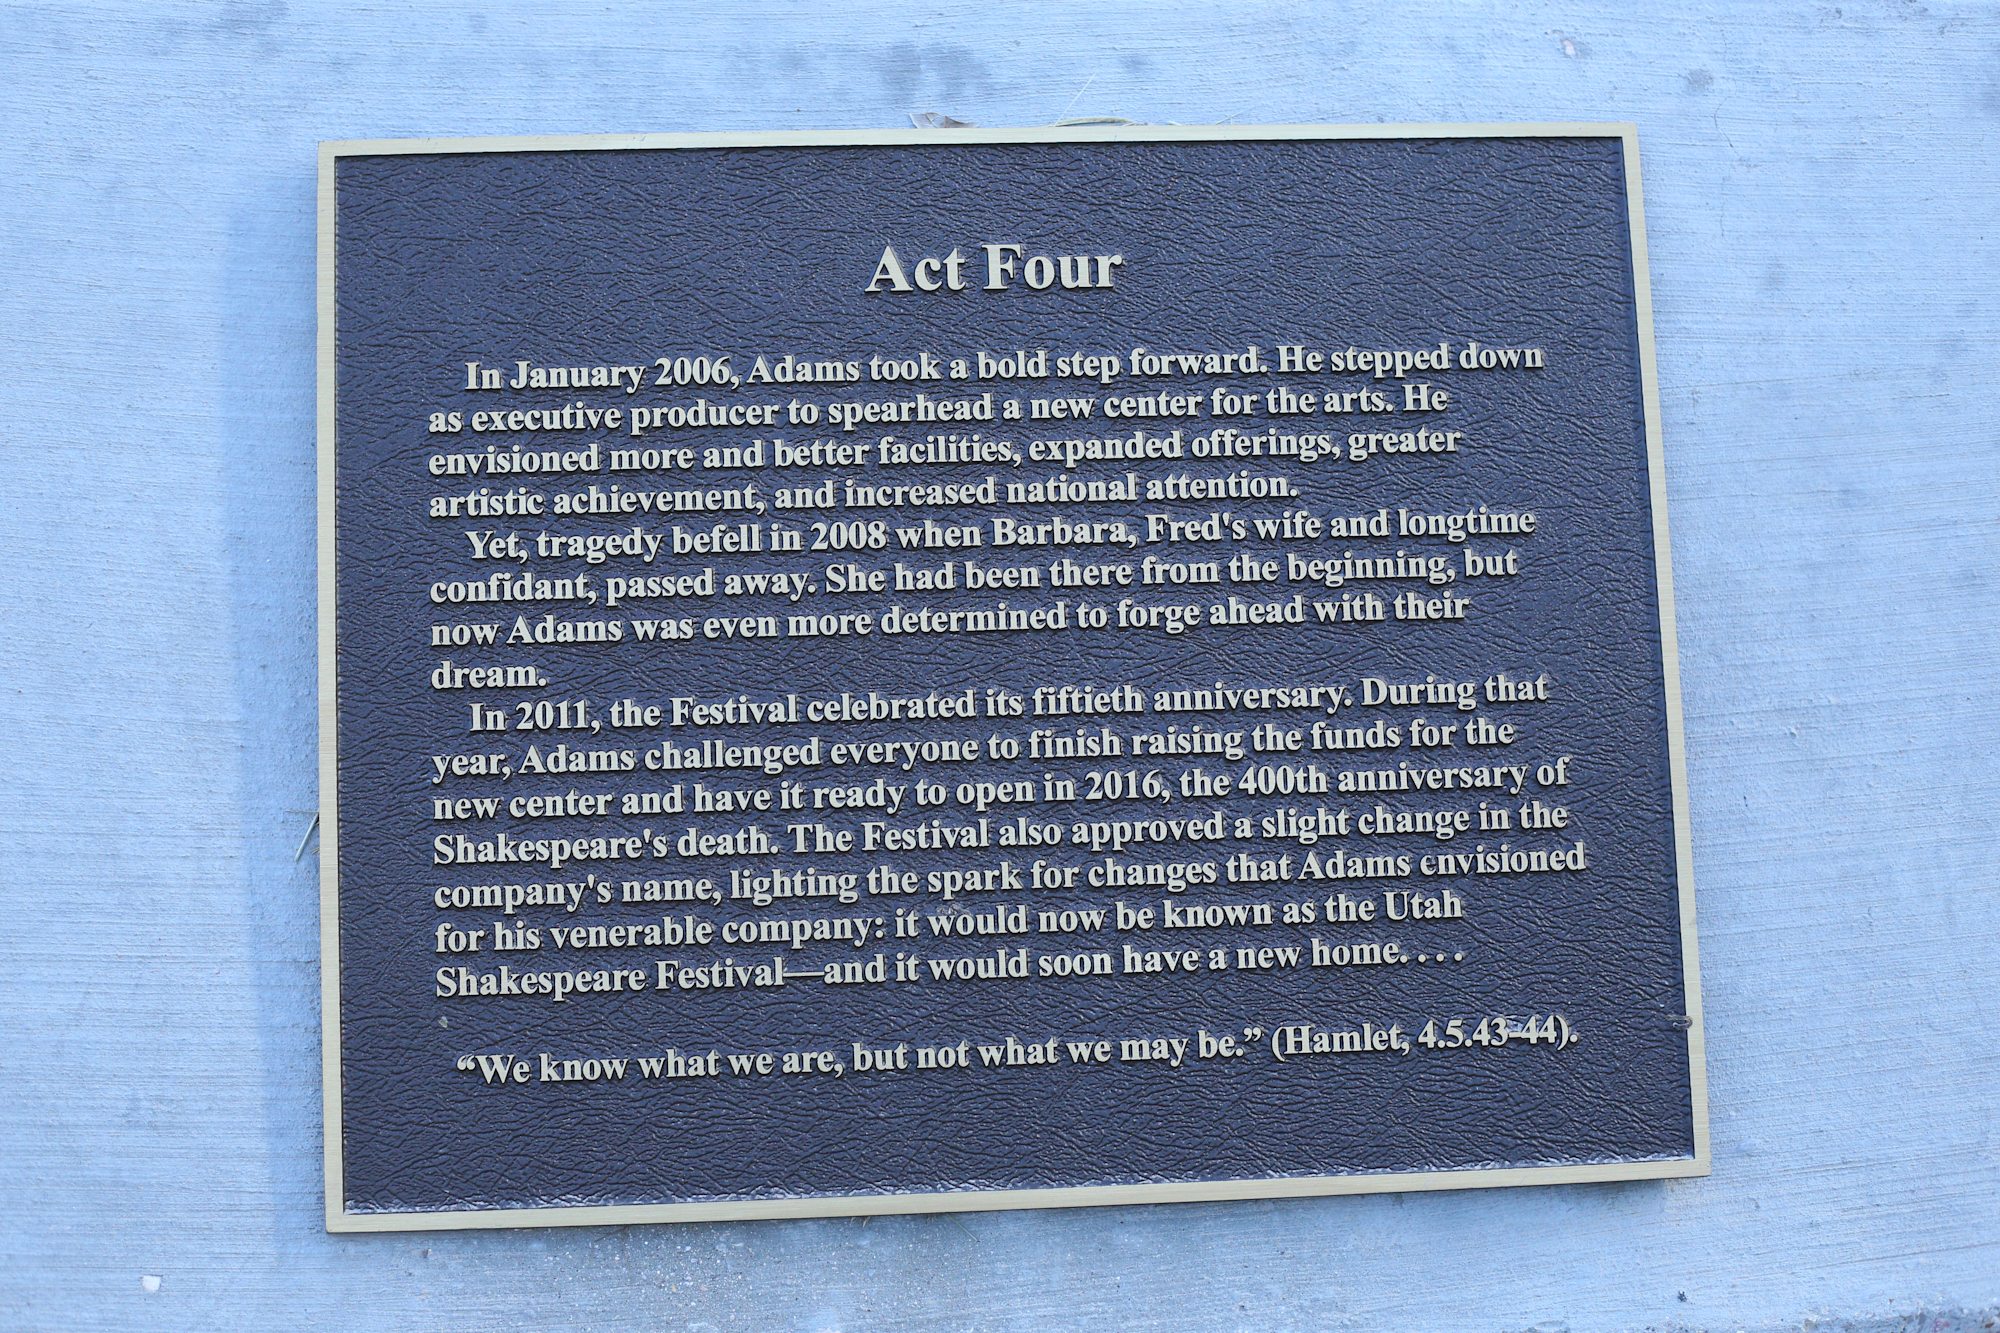 Act Four
In January 2006, Adams took a bold step forward. He stepped down
as executive producer to spearhead a new center for the arts. He
envisioned more and better facilities, expanded offerings, greater
artistic achievement, and increased national attention.
Yet, tragedy befell in 2008 when Barbara, Fred's wife and longtime
confidant, passed away. She had been there from the beginning, but
now Adams was even more determined to forge ahead with their
dream.
In 2011, the Festival celebrated its fiftieth anniversary. During that
year, Adams challenged everyone to finish raising the funds for the
new center and have it ready to open in 2016, the 400th anniversary of
Shakespeare's death. The Festival also approved a slight change in the
company's name, lighting the spark for changes that Adams envisioned
for his venerable company: it would now be known as the Utah
Shakespeare Festival—and it would soon have a new home. . . .
“We know what we are, but not what we may be.” (Hamlet, 4.5.43-44).